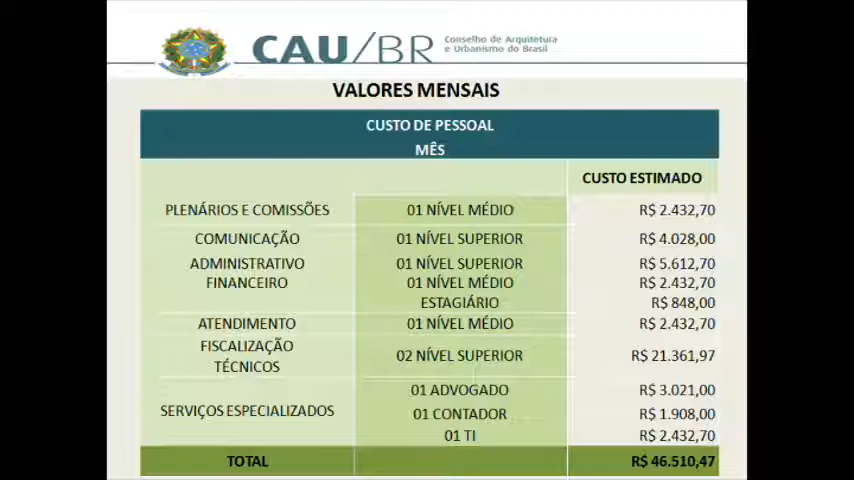 CAU/BR Conselho de Arquitetura
e Urbanismo do Brasil
VALORES MENSAIS
CUSTO DE PESSOAL
MÊS
CUSTO ESTIMADO
PLENÁRIOS E COMISSÕES 01 NÍVEL MÉDIO R$ 2.432,70
COMUNICAÇÃO 01 NÍVEL SUPERIOR R$ 4.028,00
ADMINISTRATIVO 01 NÍVEL SUPERIOR R$ 5.612,70
FINANCEIRO 01 NÍVEL MÉDIO R$ 2.432,70
ESTAGIÁRIO R$ 848,00
ATENDIMENTO 01 NÍVEL MÉDIO R$ 2.432,70
FISCALIZAÇÃO
TÉCNICOS 02 NÍVEL SUPERIOR R$ 21.361,97
01 ADVOGADO R$ 3.021,00
SERVIÇOS ESPECIALIZADOS 01 CONTADOR R$ 1.908,00
01 TI R$ 2.432,70
TOTAL R$ 46.510,47